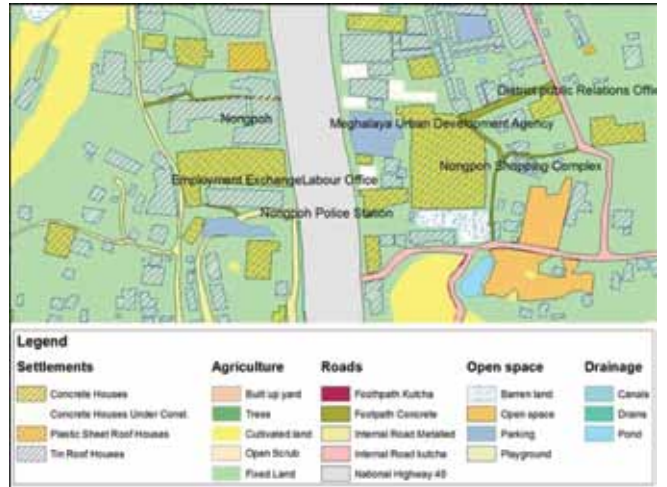 District public Relations Offic
Nongpoh
Meghalaya Urban Development Agency
Nongpoh Shopping Complex
Employment ExchangeLabour Office
Nongpoh Police Station
Legend
Settlements
Concrete Houses
Concrete Houses Under Const.
Plastic Sheet Roof Houses
Tin Roof Houses
Agriculture
Built up yard
Trees
Cultivated land
Open Scrub
Fixed Land
Roads
Foothpath Kutcha
Footpath Concrete
Internal Road Metalled
Internal Road kutcha
National Highway 40
Open space
Barren land
Open space
Parking
Playground
Drainage
Canals
Drains
Pond